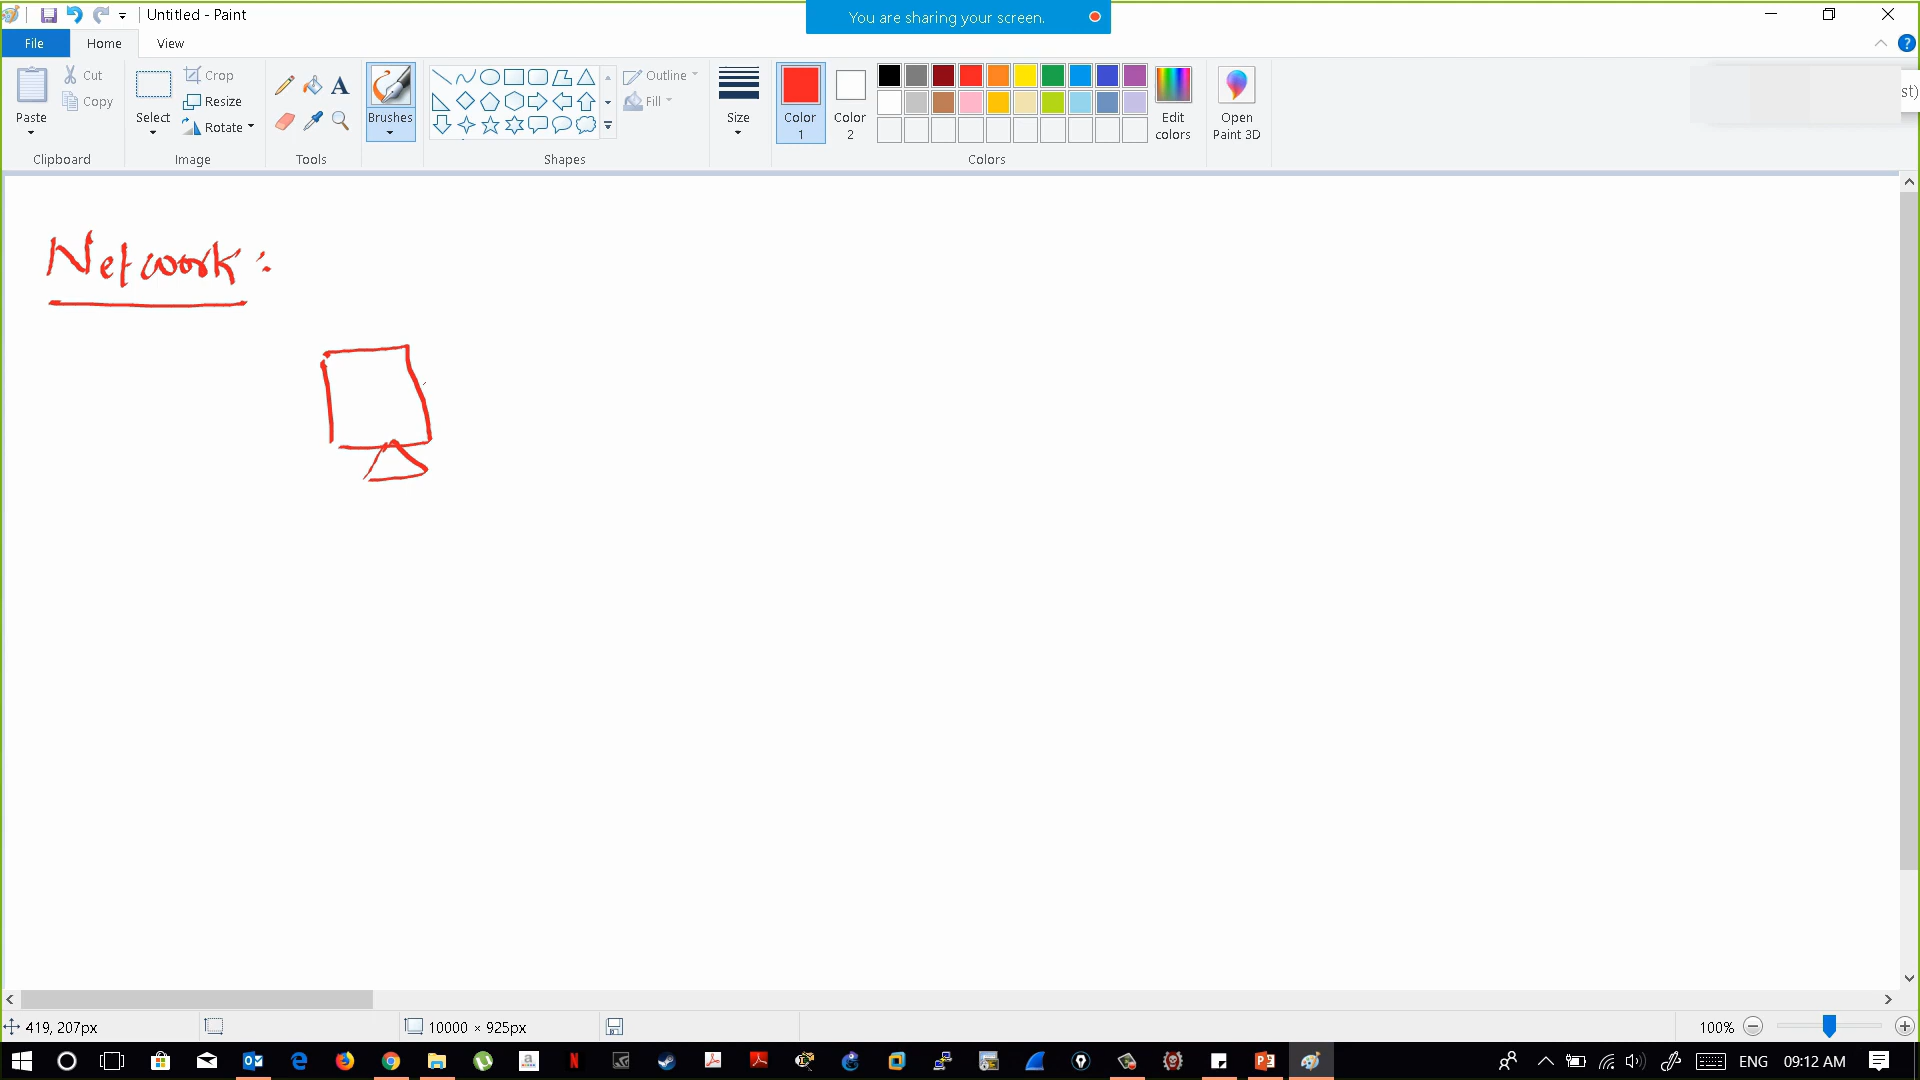 Untitled - Paint
You are sharing your screen.
File Home View
Cut
Copy
Paste
Clipboard
Select
Crop
Resize
Rotate
Image
Tools
Brushes
Shapes
Outline
Fill
Size
Color 1
Color 2
Edit colors
Colors
Open Paint 3D
st)
Network:
419, 207px
10000 × 925px
100%
ENG 09:12 AM